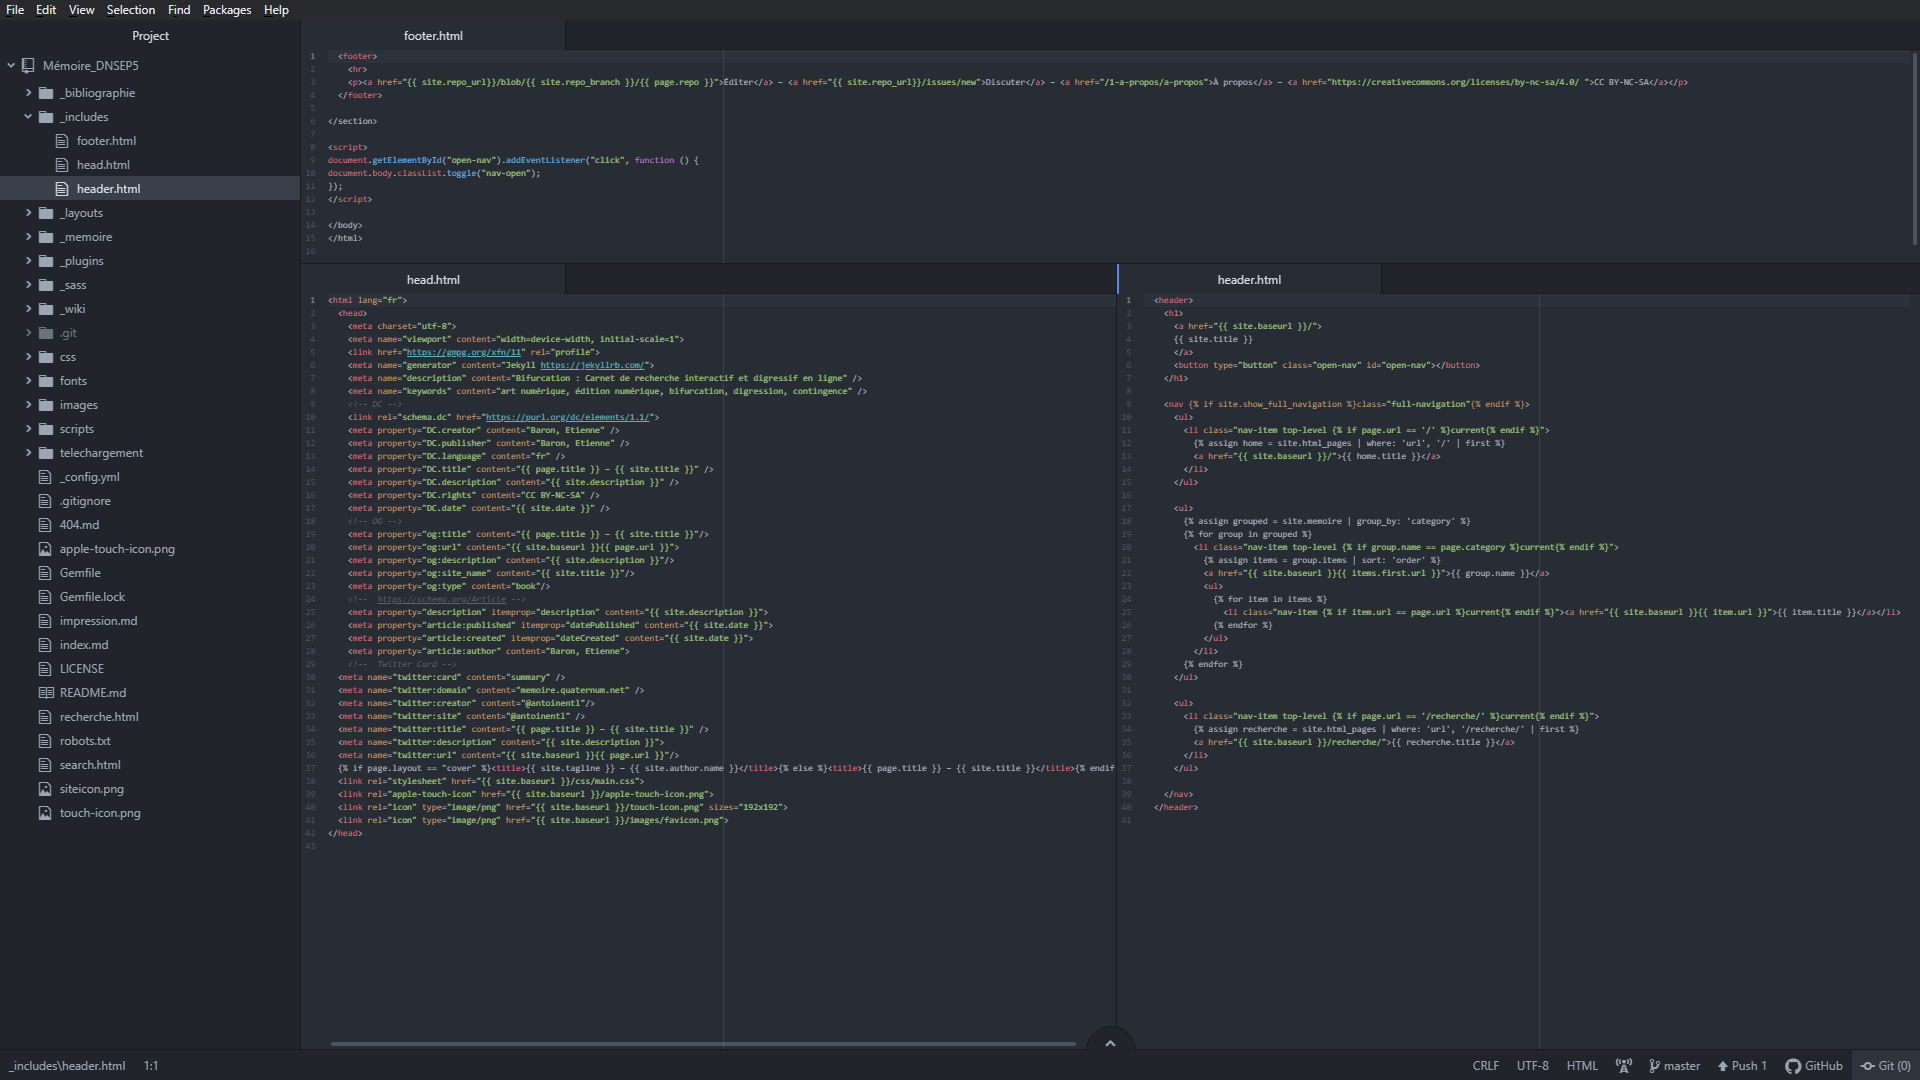 File Edit View Selection Find Packages Help
Project
Mémoire_DNSEP5
_bibliographie
_includes
footer.html
head.html
header.html
_layouts
_memoire
_plugins
_sass
_wiki
.git
css
fonts
images
scripts
telechargement
_config.yml
.gitignore
404.md
apple-touch-icon.png
Gemfile
Gemfile.lock
impression.md
index.md
LICENSE
README.md
recherche.html
robots.txt
search.html
siteicon.png
touch-icon.png
footer.html
1 <footer>
2 <hr>
3 <p><a href="{{ site.repo_url}}/blob/{{ site.repo_branch }}/{{ page.repo }}">Éditer</a> – <a href="{{ site.repo_url}}/issues/new">Discuter</a> – <a href="/1-a-propos/a-propos">À propos</a> – <a href="https://creativecommons.org/licenses/by-nc-sa/4.0/ ">CC BY-NC-SA</a></p>
4 </footer>
5
6 </section>
7
8 <script>
9 document.getElementById("open-nav").addEventListener("click", function () {
10 document.body.classList.toggle("nav-open");
11 });
12 </script>
13
14 </body>
15 </html>
16
head.html
1 <html lang="fr">
2 <head>
3 <meta charset="utf-8">
4 <meta name="viewport" content="width=device-width, initial-scale=1">
5 <link href="https://gmpg.org/xfn/11" rel="profile">
6 <meta name="generator" content="Jekyll https://jekyllrb.com/">
7 <meta name="description" content="Bifurcation : Carnet de recherche interactif et digressif en ligne" />
8 <meta name="keywords" content="art numérique, édition numérique, bifurcation, digression, contingence" />
9 <!-- DC -->
10 <link rel="schema.dc" href="https://purl.org/dc/elements/1.1/">
11 <meta property="DC.creator" content="Baron, Etienne" />
12 <meta property="DC.publisher" content="Baron, Etienne" />
13 <meta property="DC.language" content="fr" />
14 <meta property="DC.title" content="{{ page.title }} – {{ site.title }}" />
15 <meta property="DC.description" content="{{ site.description }}" />
16 <meta property="DC.rights" content="CC BY-NC-SA" />
17 <meta property="DC.date" content="{{ site.date }}" />
18 <!-- OG -->
19 <meta property="og:title" content="{{ page.title }} – {{ site.title }}"/>
20 <meta property="og:url" content="{{ site.baseurl }}{{ page.url }}">
21 <meta property="og:description" content="{{ site.description }}"/>
22 <meta property="og:site_name" content="{{ site.title }}"/>
23 <meta property="og:type" content="book"/>
24 <!-- https://schema.org/Article -->
25 <meta property="description" itemprop="description" content="{{ site.description }}">
26 <meta property="article:published" itemprop="datePublished" content="{{ site.date }}">
27 <meta property="article:created" itemprop="dateCreated" content="{{ site.date }}">
28 <meta property="article:author" content="Baron, Etienne">
29 <!-- Twitter Card -->
30 <meta name="twitter:card" content="summary" />
31 <meta name="twitter:domain" content="memoire.quaternum.net" />
32 <meta name="twitter:creator" content="@antoinentl"/>
33 <meta name="twitter:site" content="@antoinentl" />
34 <meta name="twitter:title" content="{{ page.title }} – {{ site.title }}" />
35 <meta name="twitter:description" content="{{ site.description }}">
36 <meta name="twitter:url" content="{{ site.baseurl }}{{ page.url }}"/>
37 {% if page.layout == "cover" %}<title>{{ site.tagline }} – {{ site.author.name }}</title>{% else %}<title>{{ page.title }} – {{ site.title }}</title>{% endif
38 <link rel="stylesheet" href="{{ site.baseurl }}/css/main.css">
39 <link rel="apple-touch-icon" href="{{ site.baseurl }}/apple-touch-icon.png">
40 <link rel="icon" type="image/png" href="{{ site.baseurl }}/touch-icon.png" sizes="192x192">
41 <link rel="icon" type="image/png" href="{{ site.baseurl }}/images/favicon.png">
42 </head>
43
header.html
1 <header>
2 <h1>
3 <a href="{{ site.baseurl }}/">
4 {{ site.title }}
5 </a>
6 <button type="button" class="open-nav" id="open-nav"></button>
7 </h1>
8
9 <nav {% if site.show_full_navigation %}class="full-navigation"{% endif %}>
10 <ul>
11 <li class="nav-item top-level {% if page.url == '/' %}current{% endif %}">
12 {% assign home = site.html_pages | where: 'url', '/' | first %}
13 <a href="{{ site.baseurl }}/">{{ home.title }}</a>
14 </li>
15 </ul>
16
17 <ul>
18 {% assign grouped = site.memoire | group_by: 'category' %}
19 {% for group in grouped %}
20 <li class="nav-item top-level {% if group.name == page.category %}current{% endif %}">
21 {% assign items = group.items | sort: 'order' %}
22 <a href="{{ site.baseurl }}{{ items.first.url }}">{{ group.name }}</a>
23 <ul>
24 {% for item in items %}
25 <li class="nav-item {% if item.url == page.url %}current{% endif %}"><a href="{{ site.baseurl }}{{ item.url }}">{{ item.title }}</a></li>
26 {% endfor %}
27 </ul>
28 </li>
29 {% endfor %}
30 </ul>
31
32 <ul>
33 <li class="nav-item top-level {% if page.url == '/recherche/' %}current{% endif %}">
34 {% assign recherche = site.html_pages | where: 'url', '/recherche/' | first %}
35 <a href="{{ site.baseurl }}/recherche/">{{ recherche.title }}</a>
36 </li>
37 </ul>
38
39 </nav>
40 </header>
41
_includes\header.html 1:1 CRLF UTF-8 HTML master Push 1 GitHub Git (0)